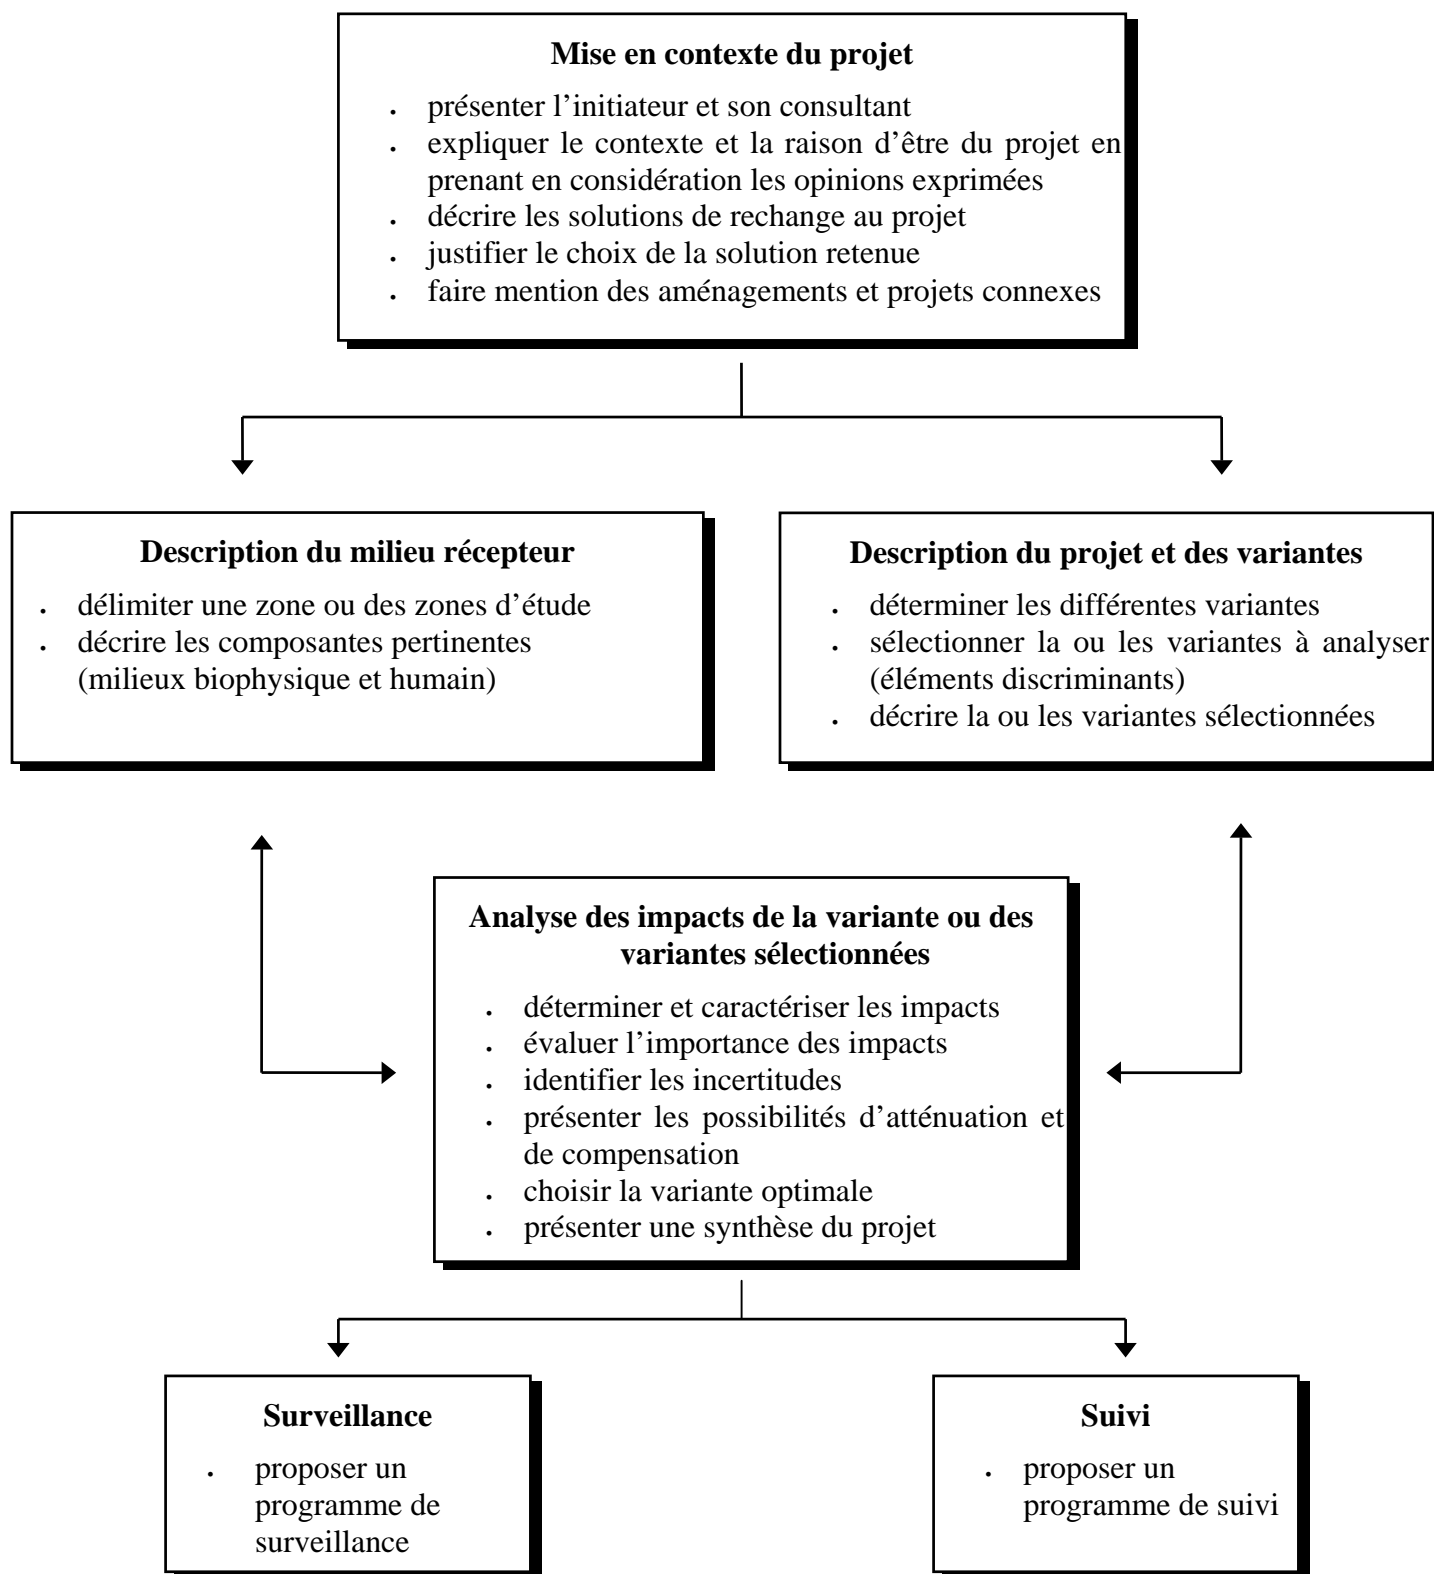 Mise en contexte du projet
. présenter l’initiateur et son consultant
. expliquer le contexte et la raison d’être du projet en
prenant en considération les opinions exprimées
. décrire les solutions de rechange au projet
. justifier le choix de la solution retenue
. faire mention des aménagements et projets connexes
Description du milieu récepteur
. délimiter une zone ou des zones d’étude
. décrire les composantes pertinentes
(milieux biophysique et humain)
Description du projet et des variantes
. déterminer les différentes variantes
. sélectionner la ou les variantes à analyser
(éléments discriminants)
. décrire la ou les variantes sélectionnées
Analyse des impacts de la variante ou des
variantes sélectionnées
. déterminer et caractériser les impacts
. évaluer l’importance des impacts
. identifier les incertitudes
. présenter les possibilités d’atténuation et
de compensation
. choisir la variante optimale
. présenter une synthèse du projet
Surveillance
. proposer un
programme de
surveillance
Suivi
. proposer un
programme de suivi